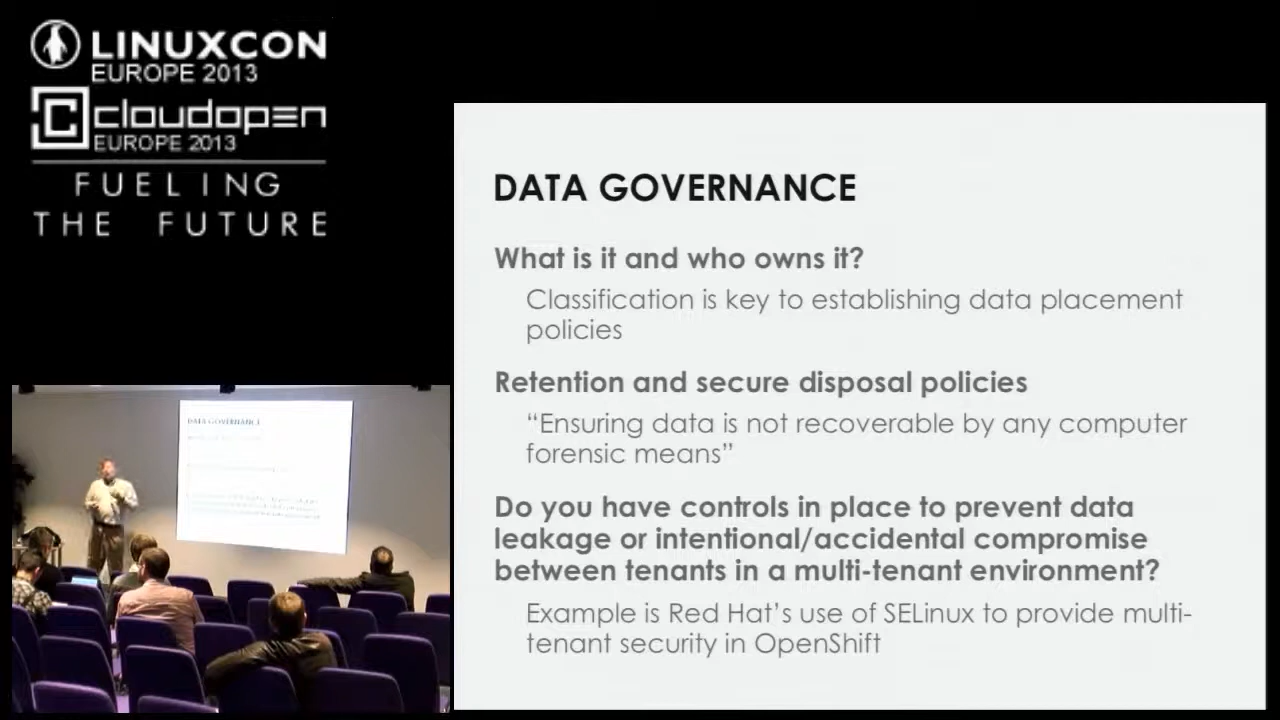 LINUXCON
EUROPE 2013
cloudopen
EUROPE 2013
FUELING
THE FUTURE
DATA GOVERNANCE
What is it and who owns it?
Classification is key to establishing data placement
policies
Retention and secure disposal policies
“Ensuring data is not recoverable by any computer
forensic means”
Do you have controls in place to prevent data
leakage or intentional/accidental compromise
between tenants in a multi-tenant environment?
Example is Red Hat’s use of SELinux to provide multi-
tenant security in OpenShift
DATA GOVERNANCE